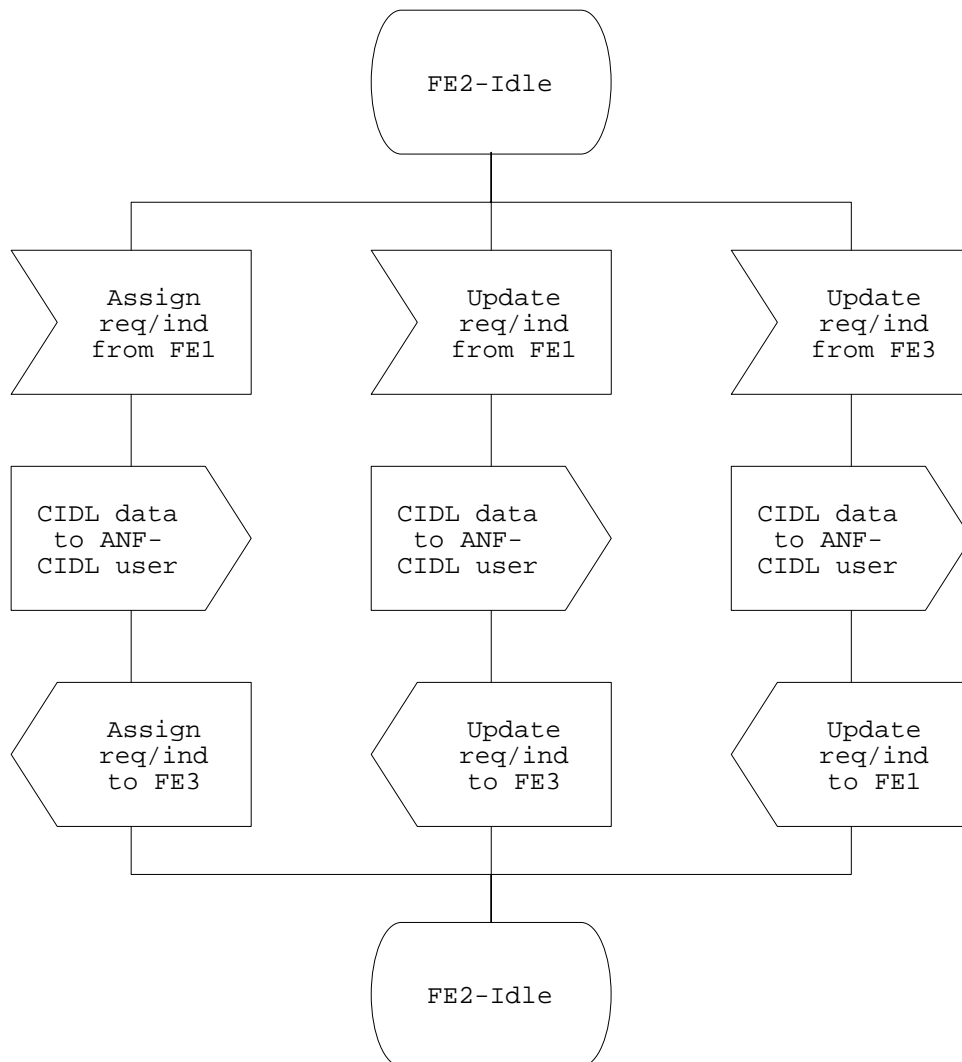 FE2-Idle
Assign
req/ind
from FE1
Update
req/ind
from FE1
Update
req/ind
from FE3
CIDL data
to ANF-
CIDL user
CIDL data
to ANF-
CIDL user
CIDL data
to ANF-
CIDL user
Assign
req/ind
to FE3
Update
req/ind
to FE3
Update
req/ind
to FE1
FE2-Idle